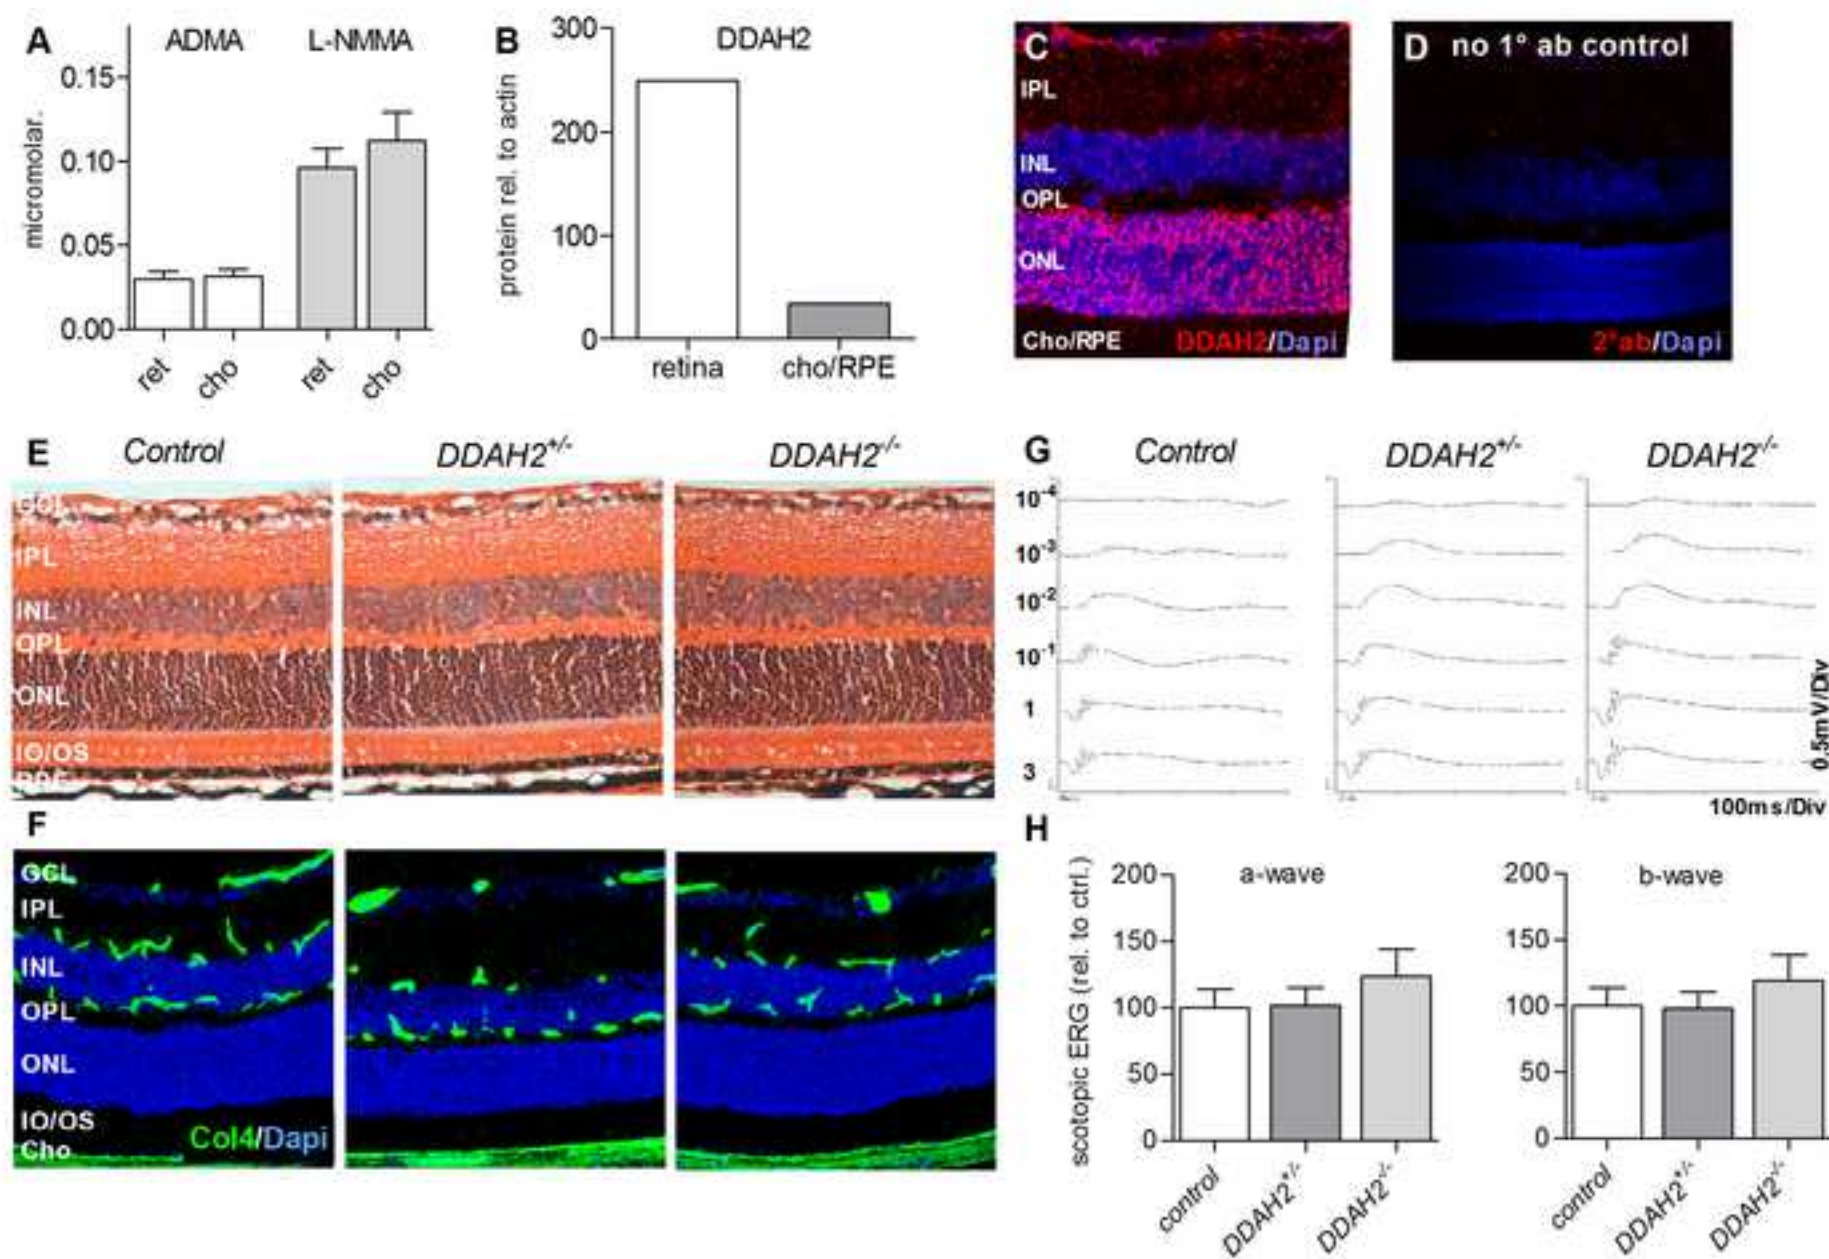 A
ADMA L-NMMA
micromolar.
0.15
0.10
0.05
0.00
ret cho ret cho
B
DDAH2
protein rel. to actin
300
200
100
0
retina cho/RPE
C
IPL
INL
OPL
ONL
Cho/RPE DDAH2/Dapi
D no 1° ab control
2°ab/Dapi
E Control DDAH2+/- DDAH2-/-
GCL
IPL
INL
OPL
ONL
IO/OS
RPE
F
GCL
IPL
INL
OPL
ONL
IO/OS
Cho
Col4/Dapi
G Control DDAH2+/- DDAH2-/-
10-4
10-3
10-2
10-1
1
3
0.5mV/Div
100ms/Div
H
scotopic ERG (rel. to ctrl.)
a-wave
200
150
100
50
0
control DDAH2+/- DDAH2-/-
b-wave
200
150
100
50
0
control DDAH2+/- DDAH2-/-